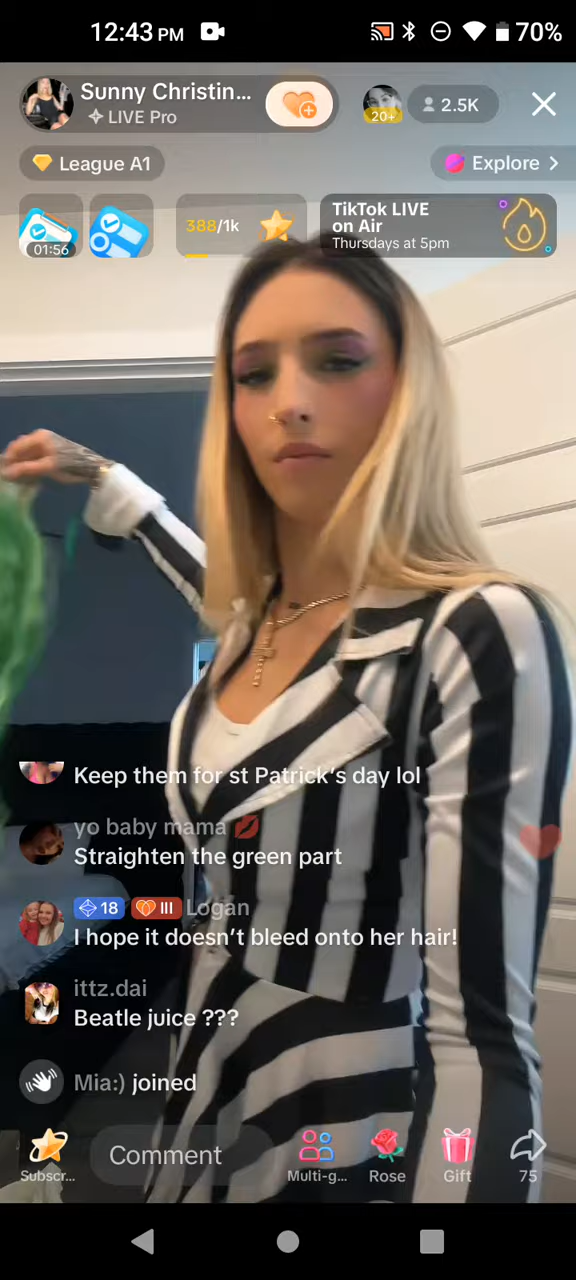 12:43 PM
70%
Sunny Christin...
LIVE Pro
20+
2.5K
League A1
Explore >
01:56
388/1k
TikTok LIVE
on Air
Thursdays at 5pm
Keep them for st Patrick's day lol
yo baby mama 💋
Straighten the green part
18 III Logan
I hope it doesn't bleed onto her hair!
ittz.dai
Beatle juice ???
Mia:) joined
Comment
Subscr...
Multi-g...
Rose
Gift
75